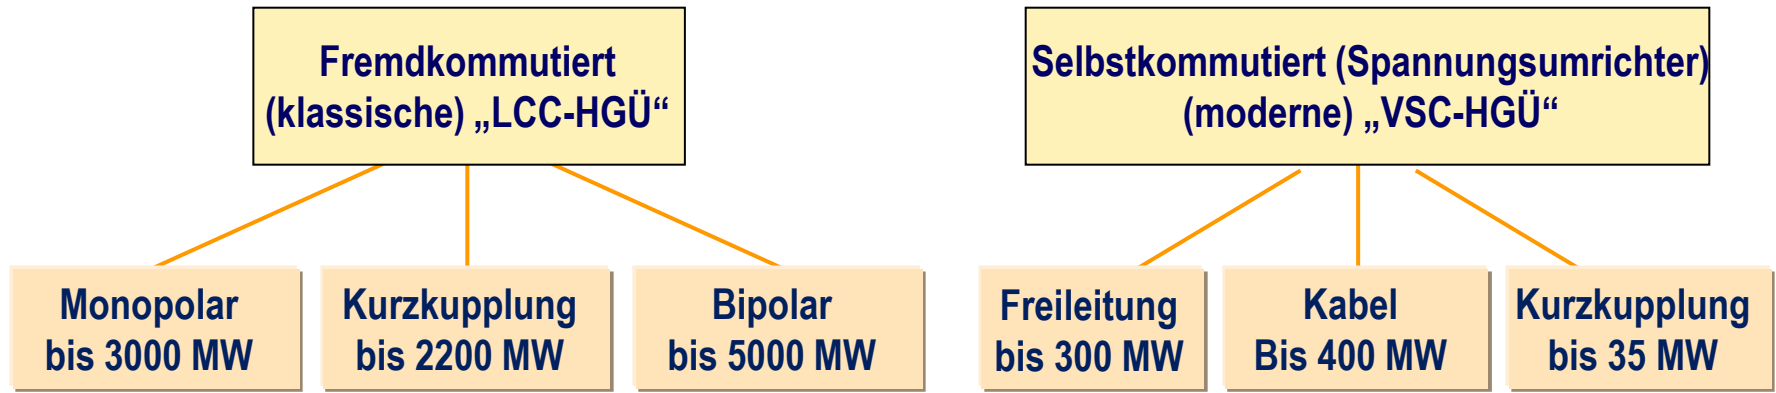 Fremdkommutiert
(klassische) „LCC-HGÜ“
Selbstkommutiert (Spannungsumrichter)
(moderne) „VSC-HGÜ“
Monopolar
bis 3000 MW
Kurzkupplung
bis 2200 MW
Bipolar
bis 5000 MW
Freileitung
bis 300 MW
Kabel
Bis 400 MW
Kurzkupplung
bis 35 MW